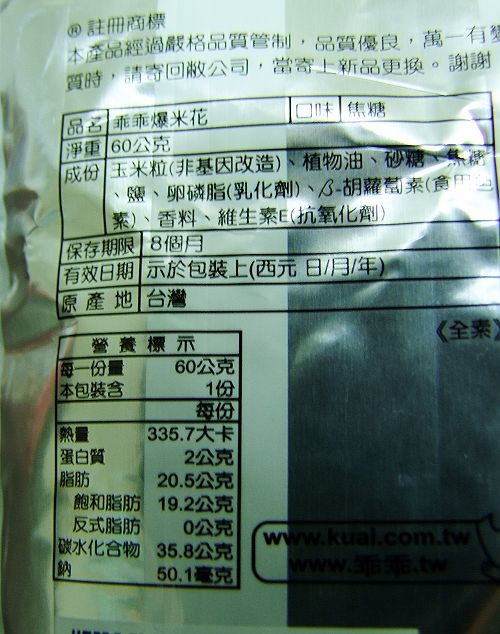 ® 註冊商標
本產品經過嚴格品質管制，品質優良，萬一有變
質時，請寄回敝公司，當寄上新品更換。謝謝
品名 乖乖爆米花 口味 焦糖
淨重 60公克
成份 玉米粒(非基因改造)、植物油、砂糖、焦糖
、鹽、卵磷脂(乳化劑)、β-胡蘿蔔素(食用色
素)、香料、維生素E(抗氧化劑)
保存期限 8個月
有效日期 示於包裝上(西元 日/月/年)
原產地 台灣
《全素》
營養標示
每一份量 60公克
本包裝含 1份
每份
熱量 335.7大卡
蛋白質 2公克
脂肪 20.5公克
飽和脂肪 19.2公克
反式脂肪 0公克
碳水化合物 35.8公克
鈉 50.1毫克
www.kuai.com.tw
www.乖乖.tw